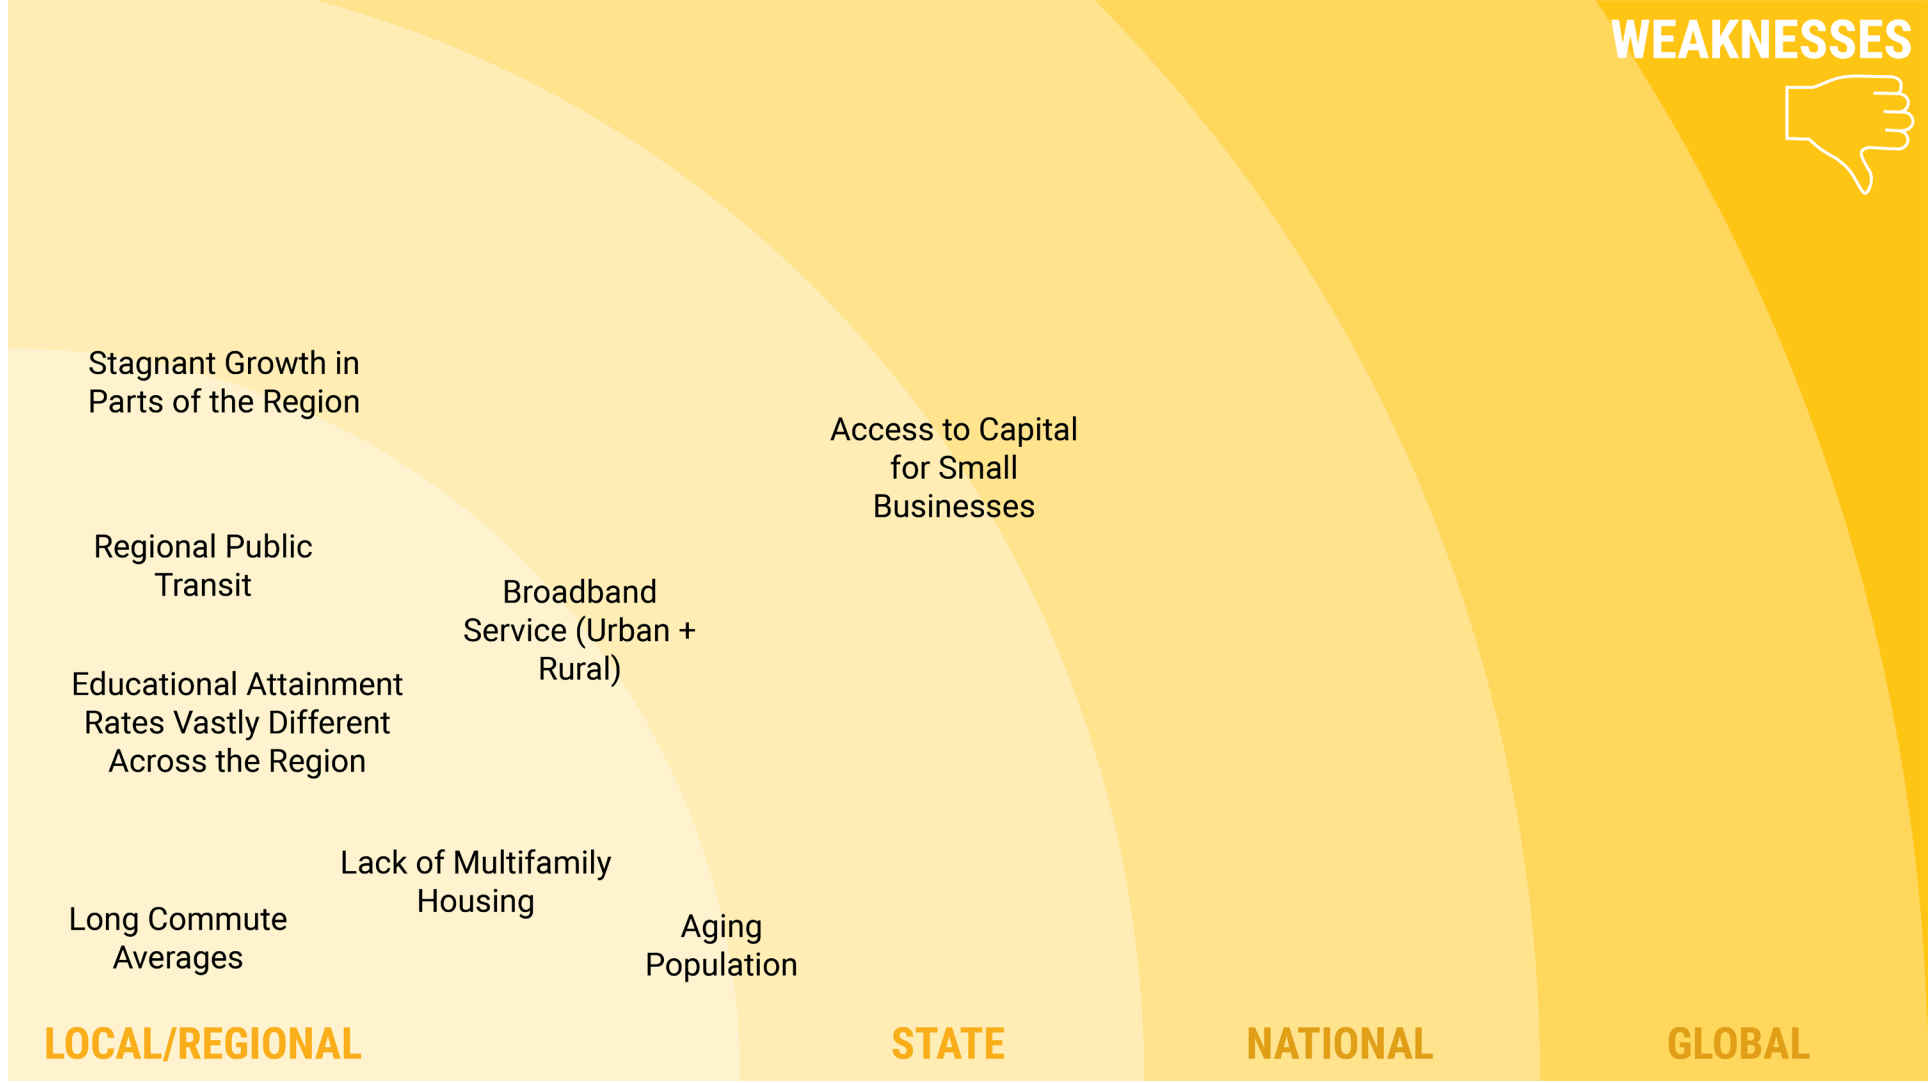 WEAKNESSES
Stagnant Growth in
Parts of the Region
Access to Capital
for Small
Businesses
Regional Public
Transit
Broadband
Service (Urban +
Rural)
Educational Attainment
Rates Vastly Different
Across the Region
Lack of Multifamily
Housing
Long Commute
Averages
Aging
Population
LOCAL/REGIONAL
STATE
NATIONAL
GLOBAL